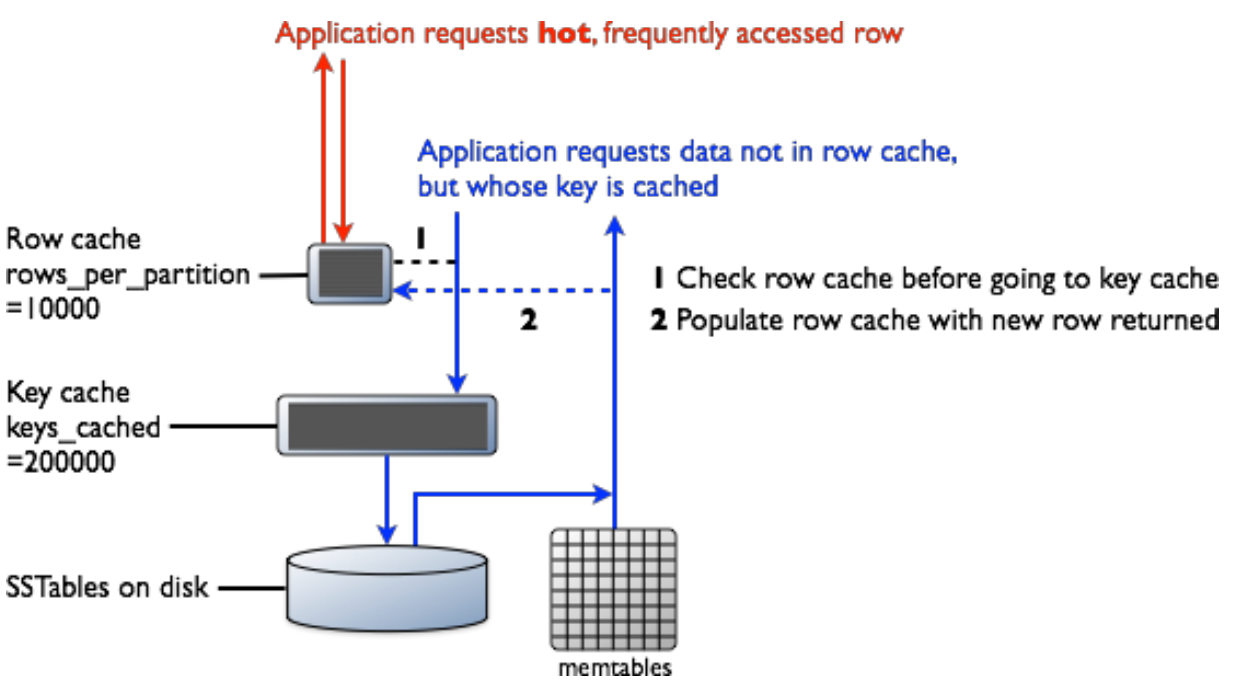 Application requests hot, frequently accessed row
Application requests data not in row cache,
but whose key is cached
Row cache
rows_per_partition
=10000
1
2
1 Check row cache before going to key cache
2 Populate row cache with new row returned
Key cache
keys_cached
=200000
SSTables on disk
memtables